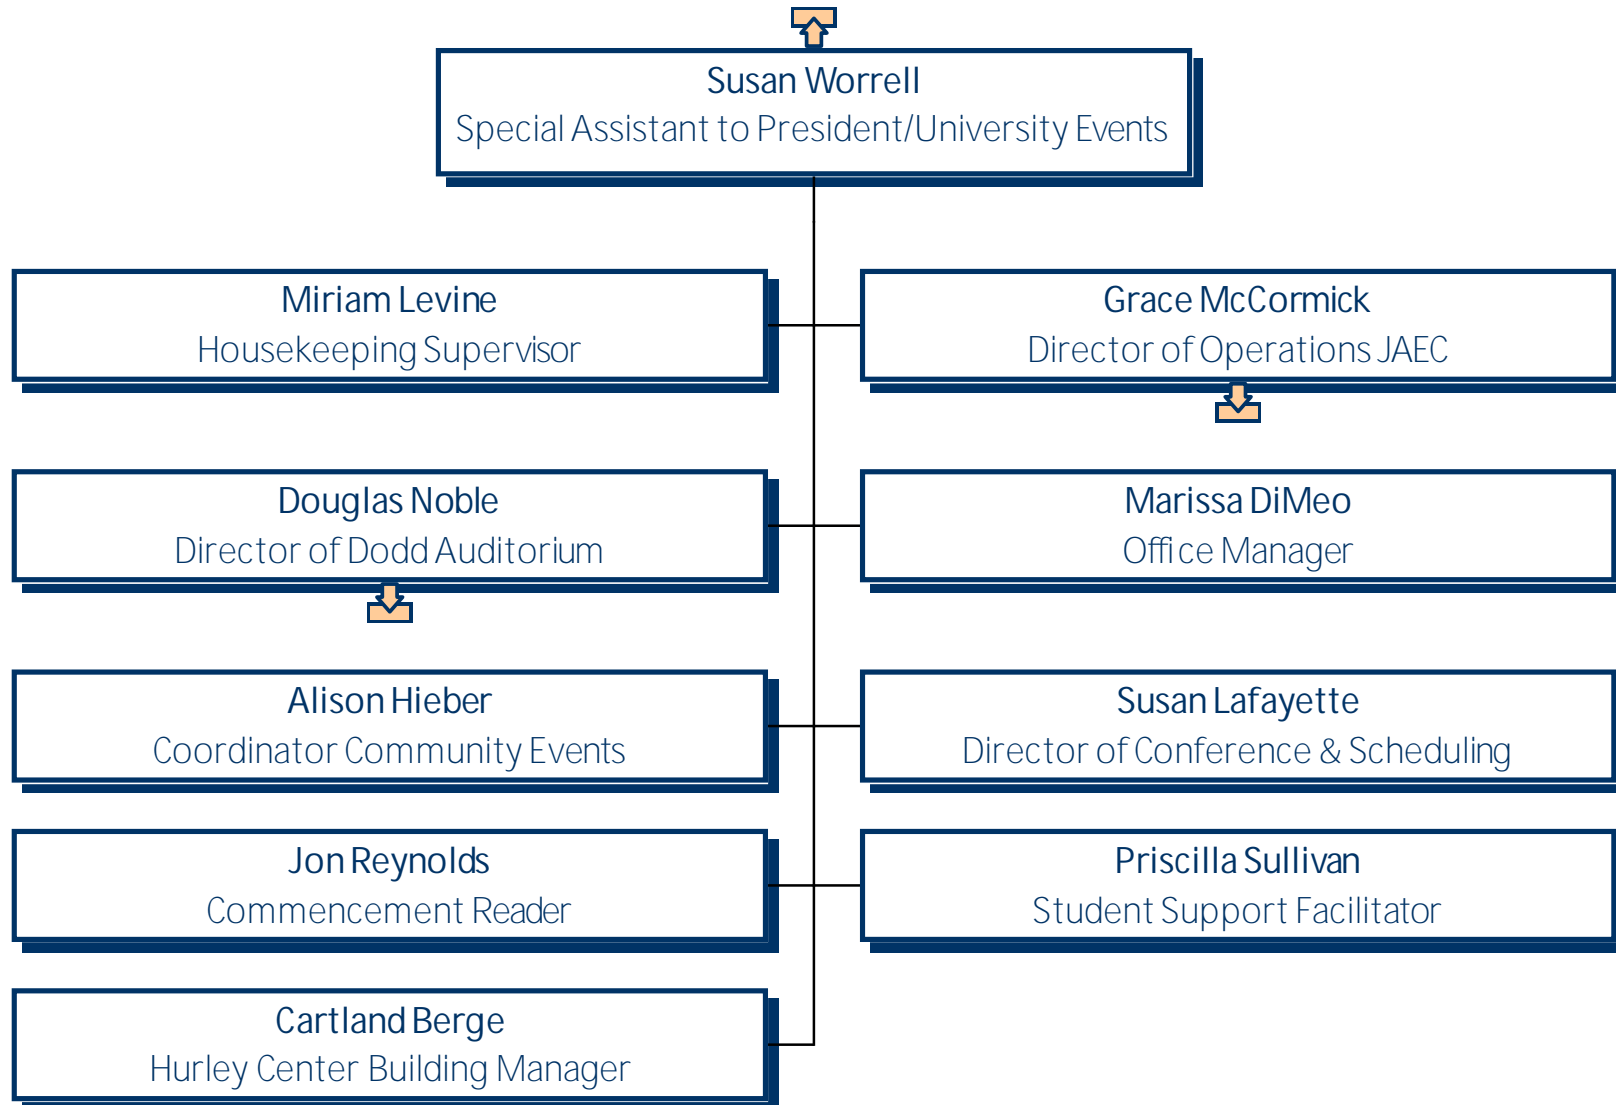 Susan Worrell
Special Assistant to President/University Events
Miriam Levine
Housekeeping Supervisor
Grace McCormick
Director of Operations JAEC
Douglas Noble
Director of Dodd Auditorium
Marissa DiMeo
Office Manager
Alison Hieber
Coordinator Community Events
Susan Lafayette
Director of Conference & Scheduling
Jon Reynolds
Commencement Reader
Priscilla Sullivan
Student Support Facilitator
Cartland Berge
Hurley Center Building Manager